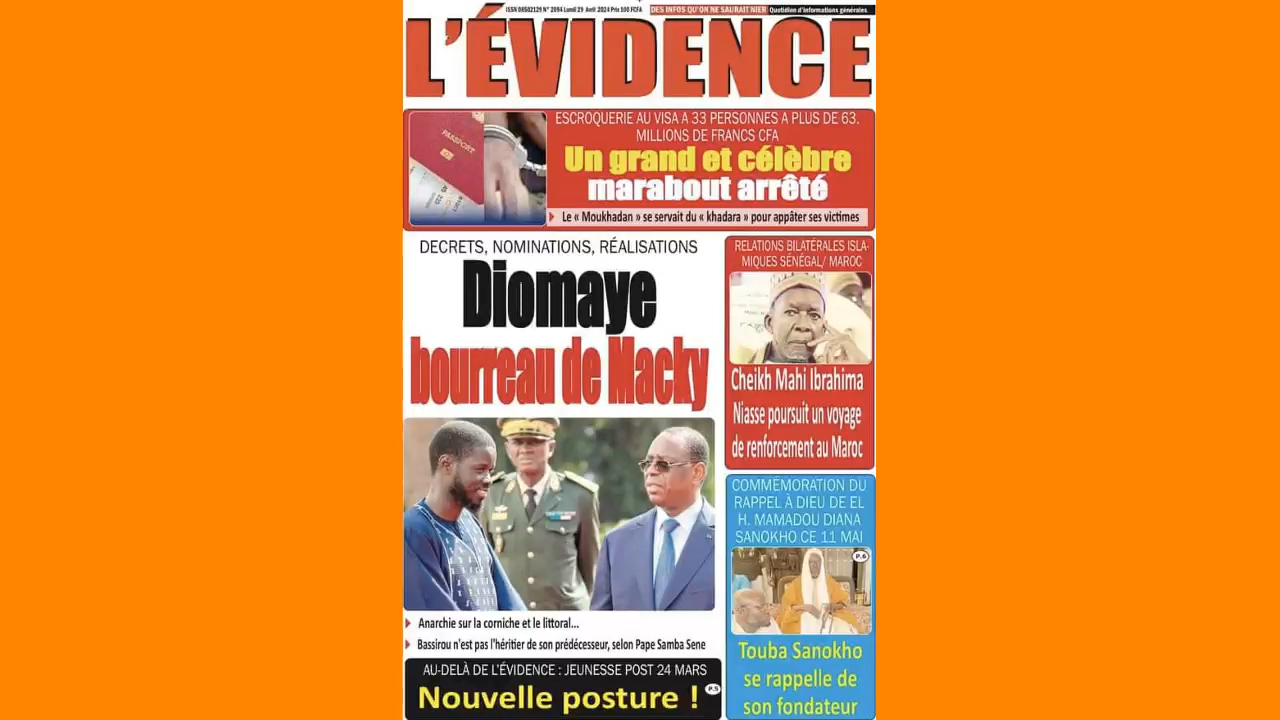 ISSN 08502129 N° 2094 Lundi 29 Avril 2024 Prix 100 FCFA
DES INFOS QU'ON NE SAURAIT NIER Quotidien d'informations générales
L'ÉVIDENCE
ESCROQUERIE AU VISA A 33 PERSONNES A PLUS DE 63.
MILLIONS DE FRANCS CFA
Un grand et célèbre
marabout arrêté
Le « Moukhadan » se servait du « khadara » pour appâter ses victimes
PASSPORT
DECRETS, NOMINATIONS, RÉALISATIONS
Diomaye
bourreau de Macky
Anarchie sur la corniche et le littoral...
Bassirou n'est pas l'héritier de son prédécesseur, selon Pape Samba Sene
AU-DELÀ DE L'ÉVIDENCE : JEUNESSE POST 24 MARS
Nouvelle posture !
P.5
RELATIONS BILATÉRALES ISLA-
MIQUES SÉNÉGAL/ MAROC
Cheikh Mahi Ibrahima
Niasse poursuit un voyage
de renforcement au Maroc
COMMÉMORATION DU
RAPPEL À DIEU DE EL
H. MAMADOU DIANA
SANOKHO CE 11 MAI
P.6
Touba Sanokho
se rappelle de
son fondateur